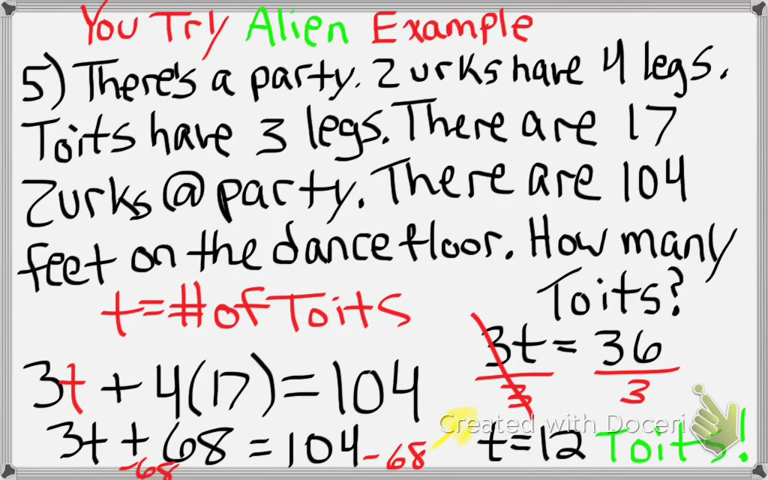 You Try Alien Example
5) There's a party. Zurks have 4 legs.
Toits have 3 legs. There are 17
Zurks @ party. There are 104
feet on the dance floor. How many
Toits?
t = # of Toits
3t + 4(17) = 104
3t + 68 = 104 - 68
-68
3t = 36
3 3
t = 12 Toits!
Created with Doceri